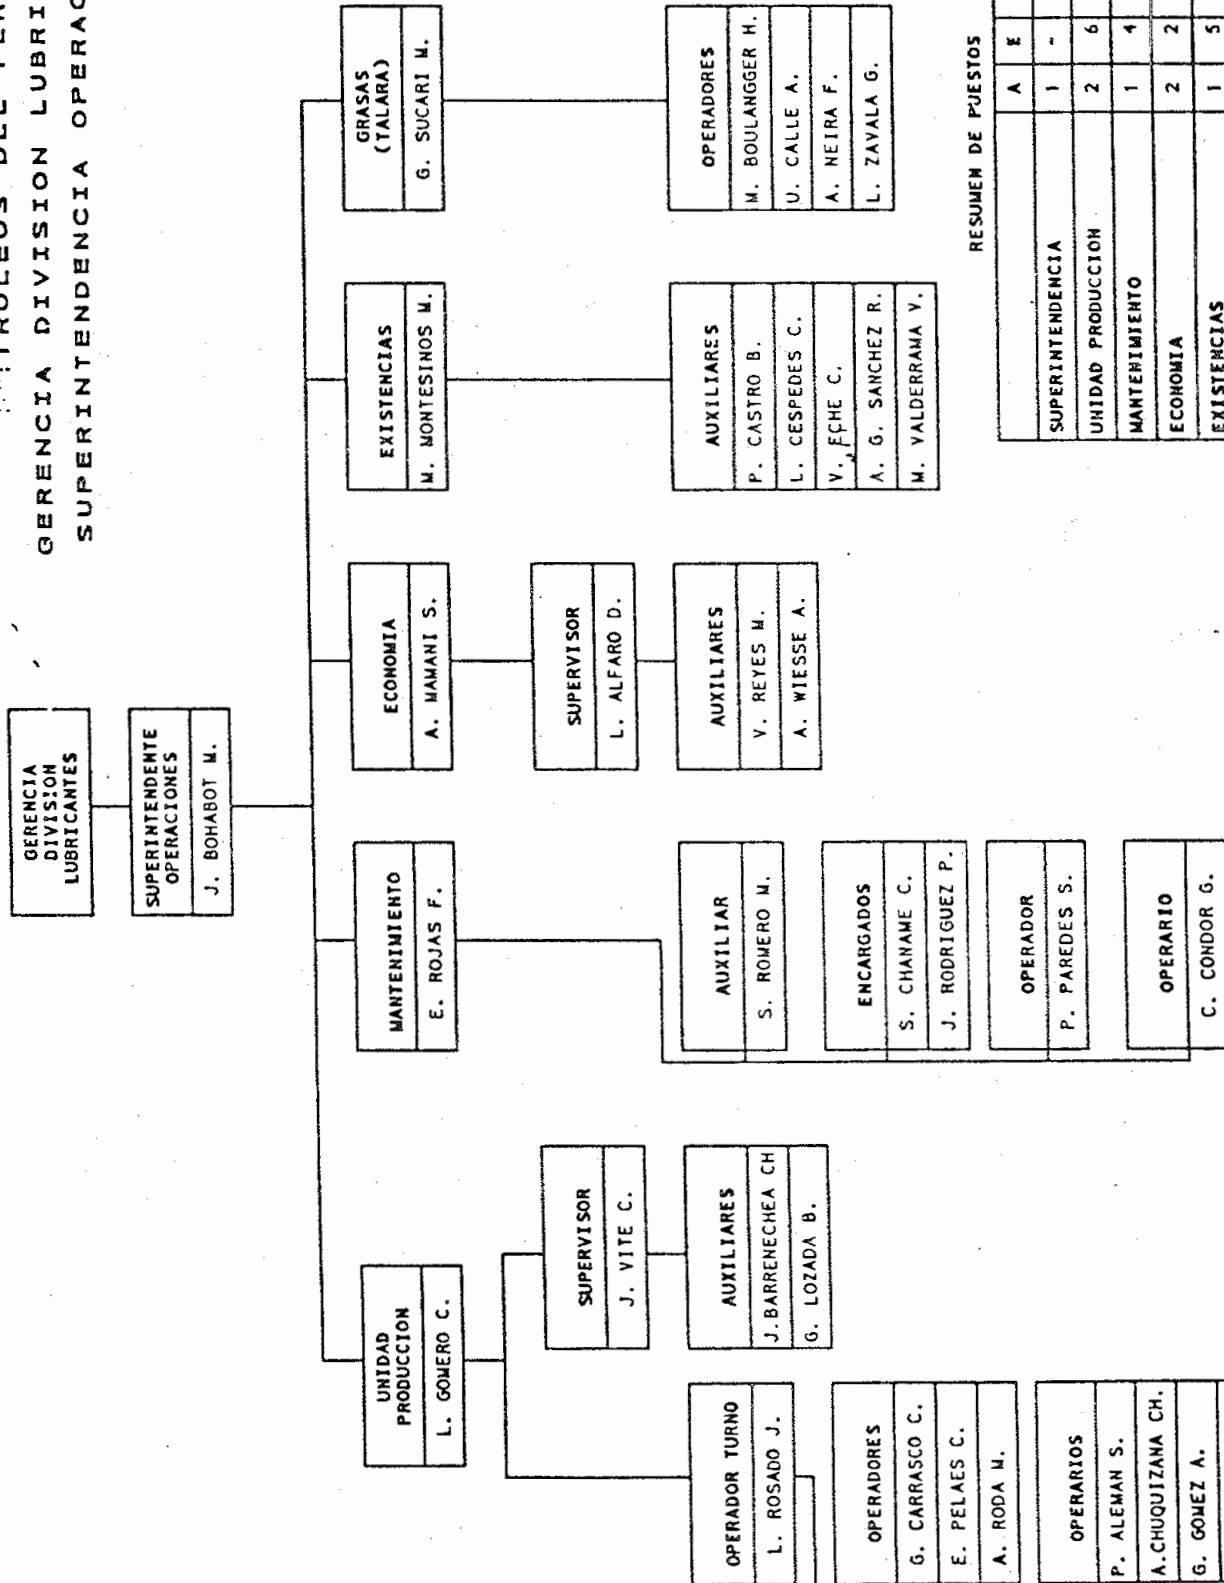 GERENCIA DIVISION LUBRI
SUPERINTENDENCIA OPERAC
GERENCIA
DIVISION
LUBRICANTES
SUPERINTENDENTE
OPERACIONES
J. BOHABOT M.
UNIDAD
PRODUCCION
L. GOMERO C.
MANTENIMIENTO
E. ROJAS F.
ECONOMIA
A. MAMANI S.
EXISTENCIAS
M. MONTESINOS M.
GRASAS
(TALARA)
G. SUCARI M.
SUPERVISOR
J. VITE C.
SUPERVISOR
L. ALFARO D.
OPERADOR TURNO
L. ROSADO J.
AUXILIARES
J.BARRENECHEA CH
G. LOZADA B.
AUXILIAR
S. ROMERO M.
AUXILIARES
V. REYES M.
A. WIESSE A.
AUXILIARES
P. CASTRO B.
L. CESPEDES C.
V. ECHE C.
A. G. SANCHEZ R.
M. VALDERRAMA V.
OPERADORES
M. BOULANGGER H.
U. CALLE A.
A. NEIRA F.
L. ZAVALA G.
OPERADORES
G. CARRASCO C.
E. PELAES C.
A. RODA M.
ENCARGADOS
S. CHANAME C.
J. RODRIGUEZ P.
OPERADOR
P. PAREDES S.
OPERARIOS
P. ALEMAN S.
A.CHUQUIZANA CH.
G. GOMEZ A.
OPERARIO
C. CONDOR G.
RESUMEN DE PUESTOS
A E
SUPERINTENDENCIA 1 -
UNIDAD PRODUCCION 2 6
MANTENIMIENTO 1 4
ECONOMIA 2 2
EXISTENCIAS 1 5